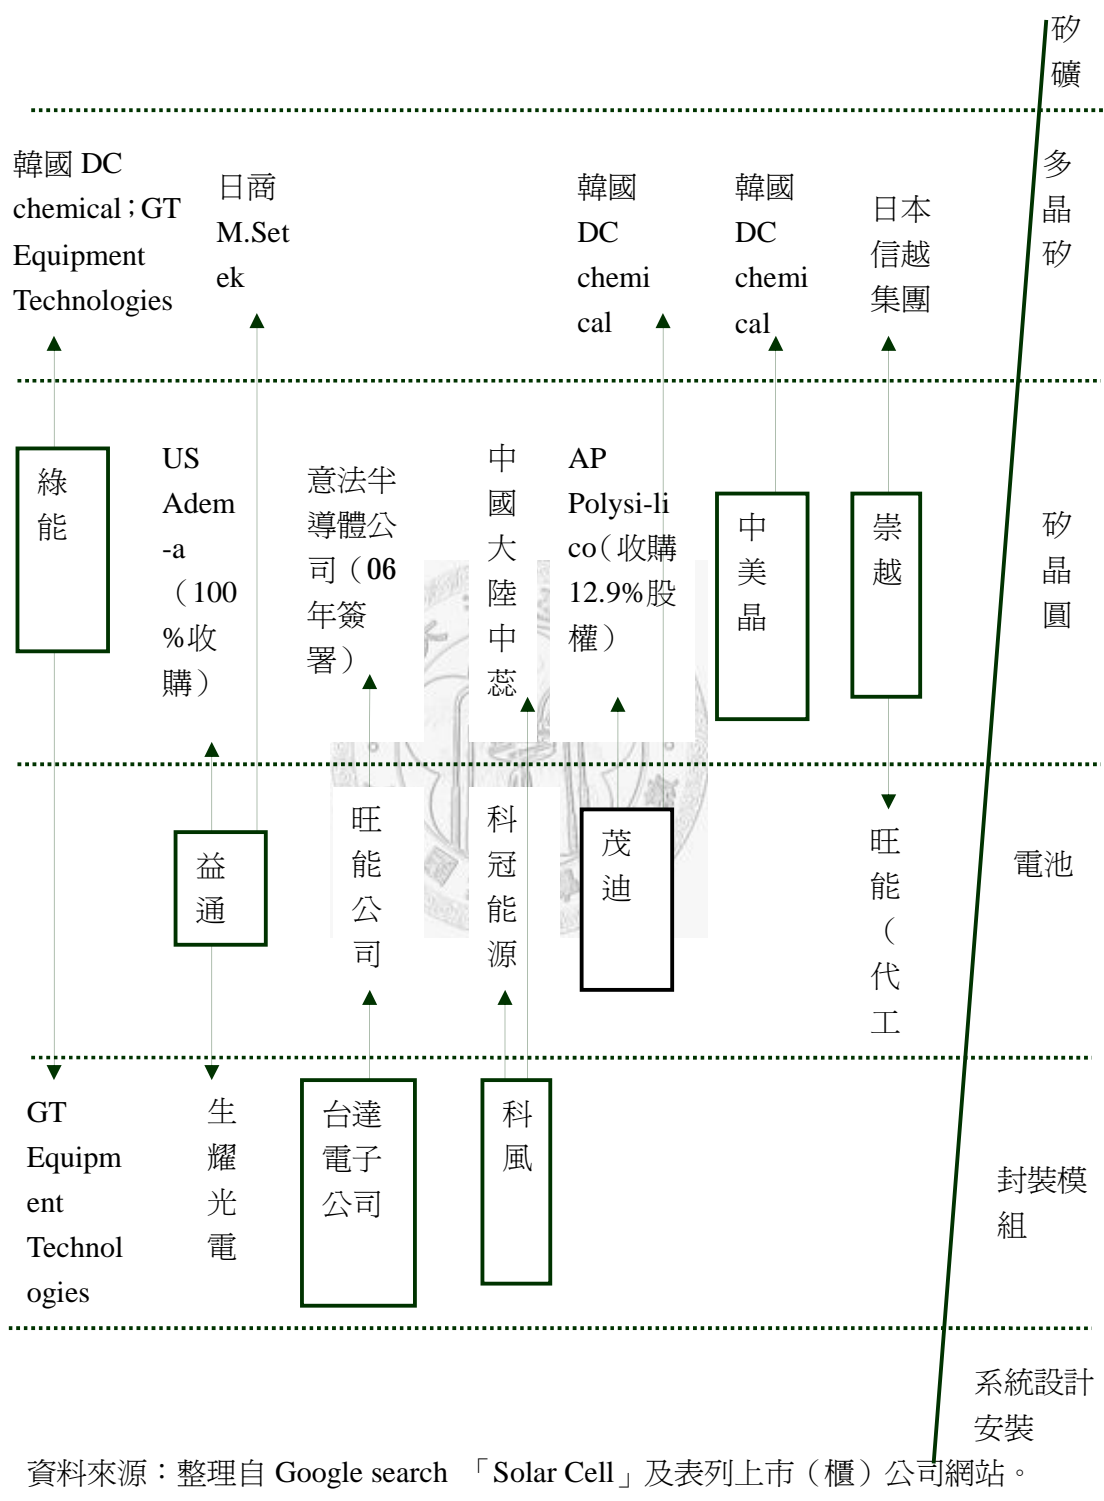 矽
礦
韓國 DC
chemical；GT
Equipment
Technologies
日商
M.Set
ek
韓國
DC
chemi
cal
韓國
DC
chemi
cal
日本
信越
集團
多
晶
矽
綠
能
US
Adem
-a
（100
%收
購）
意法半
導體公
司（06
年簽
署）
中
國
大
陸
中
蕊
AP
Polysi-li
co（收購
12.9%股
權）
中
美
晶
崇
越
矽
晶
圓
益
通
旺
能
公
司
科
冠
能
源
茂
迪
旺
能
（
代
工
電池
GT
Equipm
ent
Technol
ogies
生
耀
光
電
台達
電子
公司
科
風
封裝模
組
系統設計
安裝
資料來源：整理自 Google search 「Solar Cell」及表列上市（櫃）公司網站。